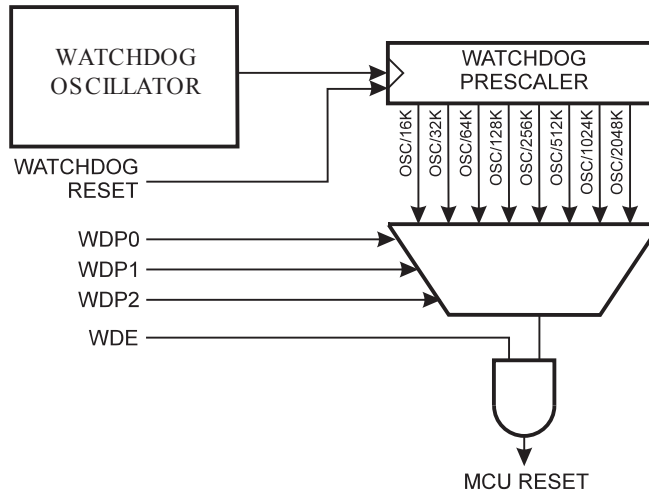 WATCHDOG
OSCILLATOR
WATCHDOG
PRESCALER
OSC/16K
OSC/32K
OSC/64K
OSC/128K
OSC/256K
OSC/512K
OSC/1024K
OSC/2048K
WATCHDOG
RESET
WDP0
WDP1
WDP2
WDE
MCU RESET